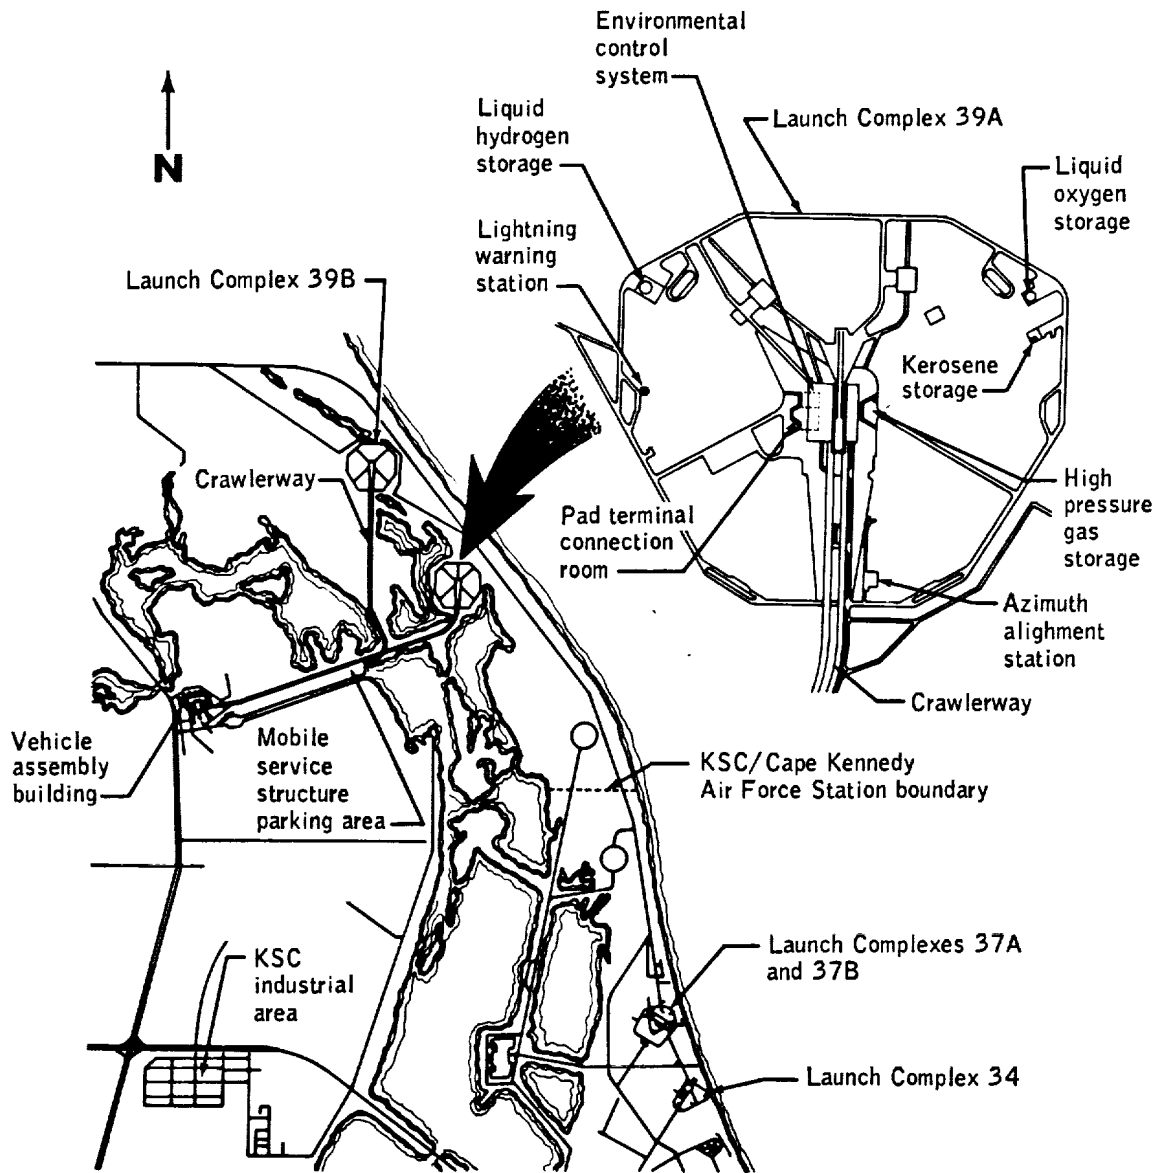 Environmental
control
system
Launch Complex 39A
Liquid
hydrogen
storage
Liquid
oxygen
storage
N
Lightning
warning
station
Launch Complex 39B
Kerosene
storage
Crawlerway
High
pressure
gas
storage
Pad terminal
connection
room
Azimuth
alighment
station
Crawlerway
Vehicle
assembly
building
Mobile
service
structure
parking area
KSC/Cape Kennedy
Air Force Station boundary
KSC
industrial
area
Launch Complexes 37A
and 37B
Launch Complex 34